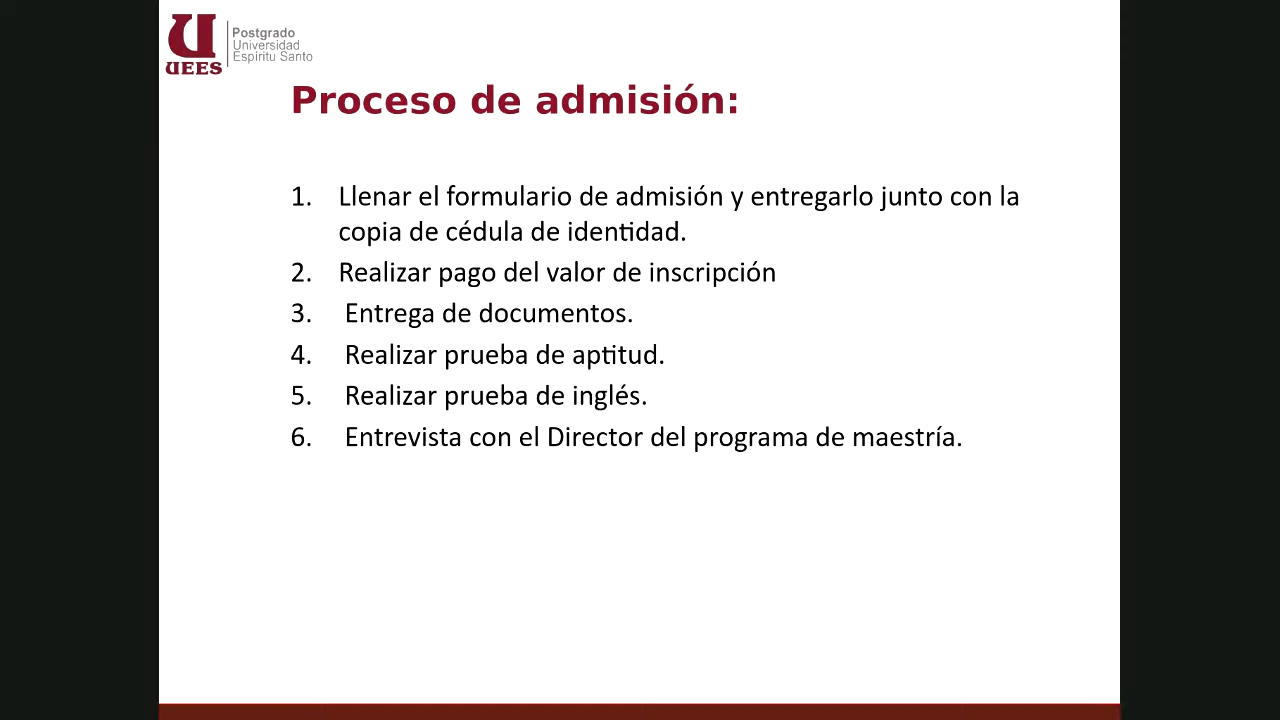 Postgrado
Universidad
Espíritu Santo
UEES
Proceso de admisión:
1. Llenar el formulario de admisión y entregarlo junto con la
copia de cédula de identidad.
2. Realizar pago del valor de inscripción
3. Entrega de documentos.
4. Realizar prueba de aptitud.
5. Realizar prueba de inglés.
6. Entrevista con el Director del programa de maestría.